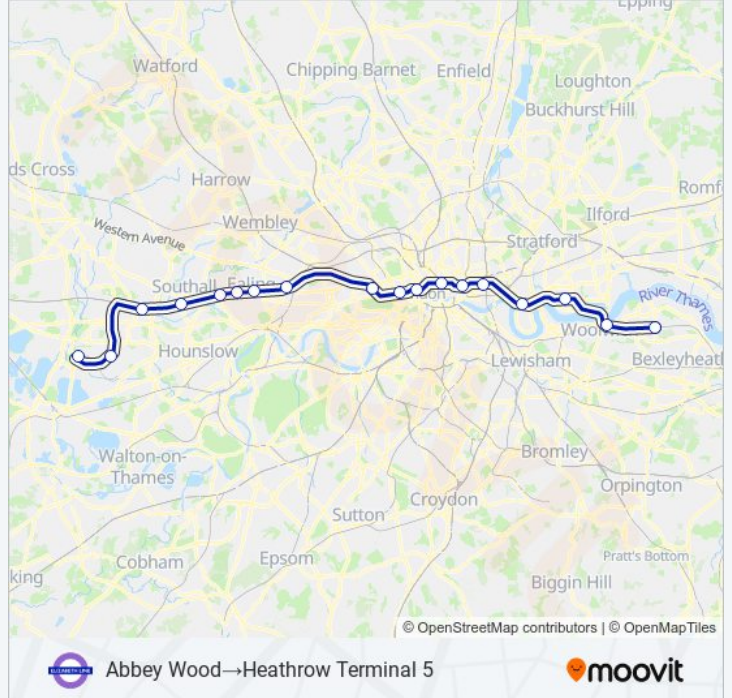 Epping
Watford
Chipping Barnet
Enfield
Loughton
Buckhurst Hill
ds Cross
Harrow
Romf
Wembley
Ilford
Western Avenue
Stratford
Southall
Ealing
don
River Thames
Woolw
Hounslow
Lewisham
Bexleyheatl
Walton-on-
Thames
Bromley
Orpington
Croydon
Sutton
Cobham
Epsom
Pratt's Bottom
king
Biggin Hill
© OpenStreetMap contributors | © OpenMapTiles
ELIZABETH LINE
Abbey Wood→Heathrow Terminal 5
moovit